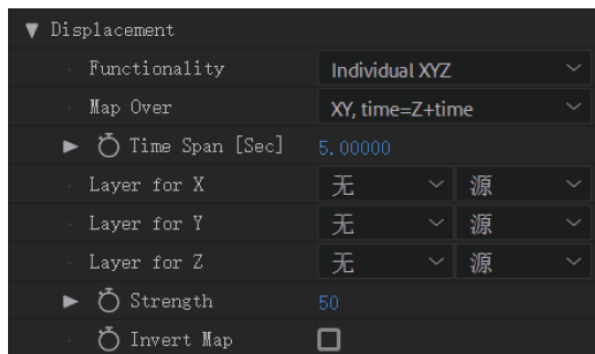 Displacement
Functionality Individual XYZ
Map Over XY, time=Z+time
Time Span [Sec] 5.00000
Layer for X 无 源
Layer for Y 无 源
Layer for Z 无 源
Strength 50
Invert Map